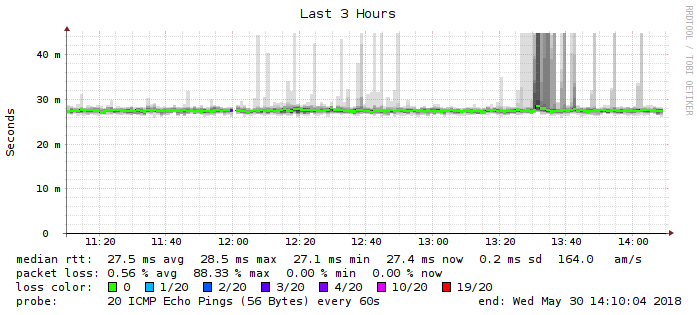 Last 3 Hours
RRDTOOL / TOBI OETIKER
Seconds
40 m
30 m
20 m
10 m
0
11:20 11:40 12:00 12:20 12:40 13:00 13:20 13:40 14:00
median rtt: 27.5 ms avg 28.5 ms max 27.1 ms min 27.4 ms now 0.2 ms sd 164.0 am/s
packet loss: 0.56 % avg 88.33 % max 0.00 % min 0.00 % now
loss color: 0 1/20 2/20 3/20 4/20 10/20 19/20
probe: 20 ICMP Echo Pings (56 Bytes) every 60s end: Wed May 30 14:10:04 2018